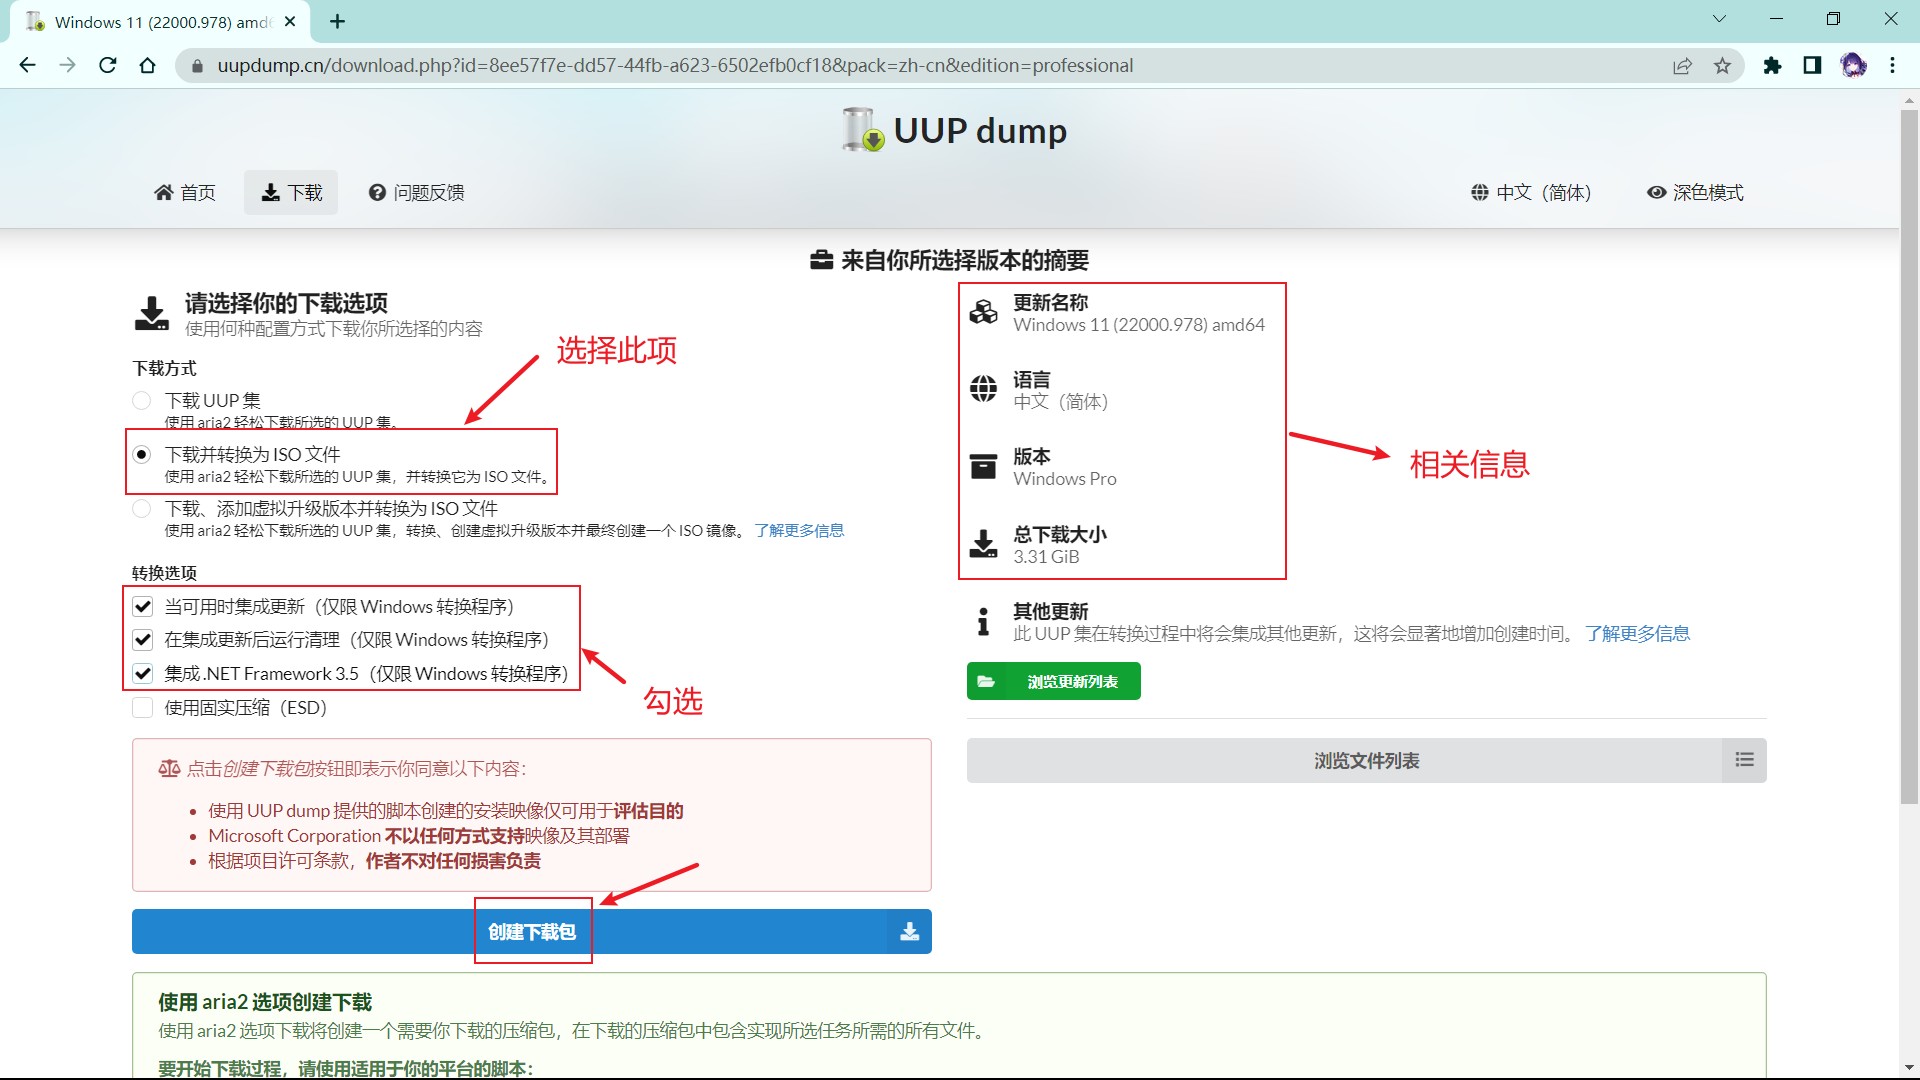 Windows 11 (22000.978) amd6
uupdump.cn/download.php?id=8ee57f7e-dd57-44fb-a623-6502efb0cf18&pack=zh-cn&edition=professional
UUP dump
首页
下载
问题反馈
中文（简体）
深色模式
来自你所选择版本的摘要
请选择你的下载选项
使用何种配置方式下载你所选择的内容
选择此项
下载方式
下载 UUP 集
使用 aria2 轻松下载所选的 UUP 集。
下载并转换为 ISO 文件
使用 aria2 轻松下载所选的 UUP 集，并转换它为 ISO 文件。
下载、添加虚拟升级版本并转换为 ISO 文件
使用 aria2 轻松下载所选的 UUP 集，转换、创建虚拟升级版本并最终创建一个 ISO 镜像。 了解更多信息
转换选项
当可用时集成更新（仅限 Windows 转换程序）
在集成更新后运行清理（仅限 Windows 转换程序）
集成 .NET Framework 3.5（仅限 Windows 转换程序）
使用固实压缩（ESD）
勾选
点击创建下载包按钮即表示你同意以下内容：
使用 UUP dump 提供的脚本创建的安装映像仅可用于评估目的
Microsoft Corporation 不以任何方式支持映像及其部署
根据项目许可条款，作者不对任何损害负责
创建下载包
更新名称
Windows 11 (22000.978) amd64
语言
中文（简体）
版本
Windows Pro
总下载大小
3.31 GiB
相关信息
其他更新
此 UUP 集在转换过程中将会集成其他更新，这将会显著地增加创建时间。 了解更多信息
浏览更新列表
浏览文件列表
使用 aria2 选项创建下载
使用 aria2 选项下载将创建一个需要你下载的压缩包，在下载的压缩包中包含实现所选任务所需的所有文件。
要开始下载过程，请使用适用于你的平台的脚本：